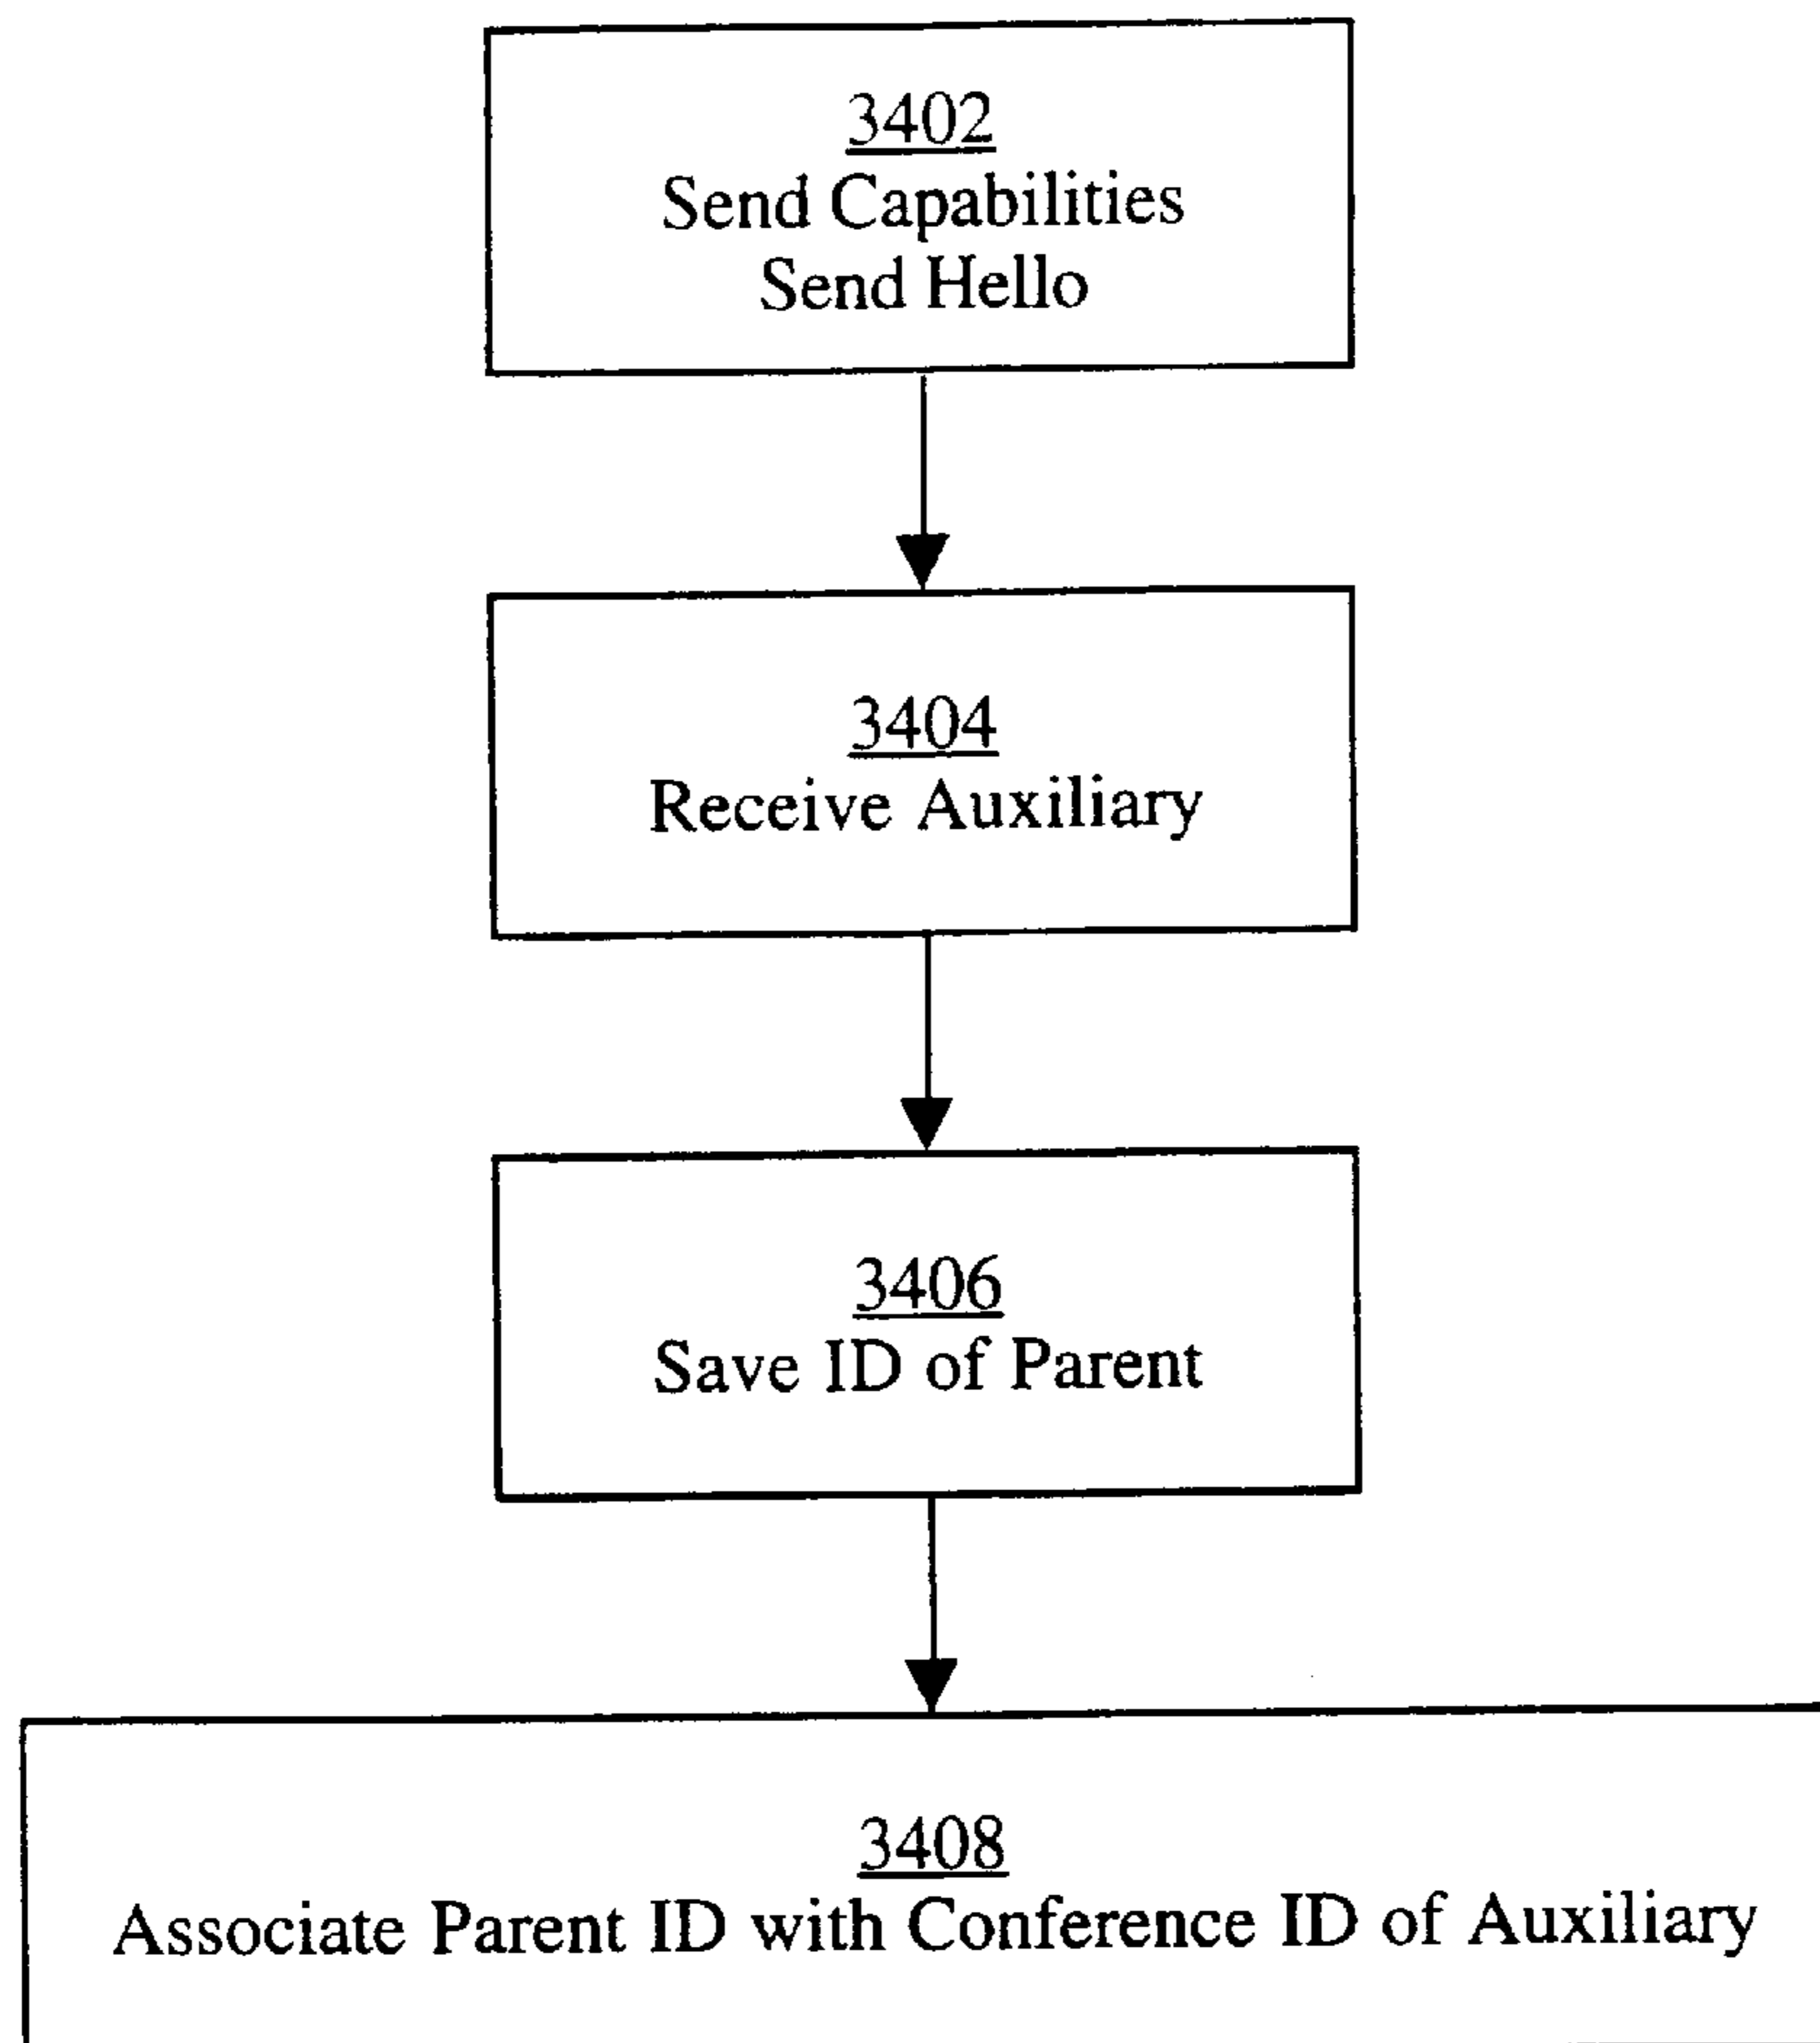 3402
Send Capabilities
Send Hello
3404
Receive Auxiliary
3406
Save ID of Parent
3408
Associate Parent ID with Conference ID of Auxiliary